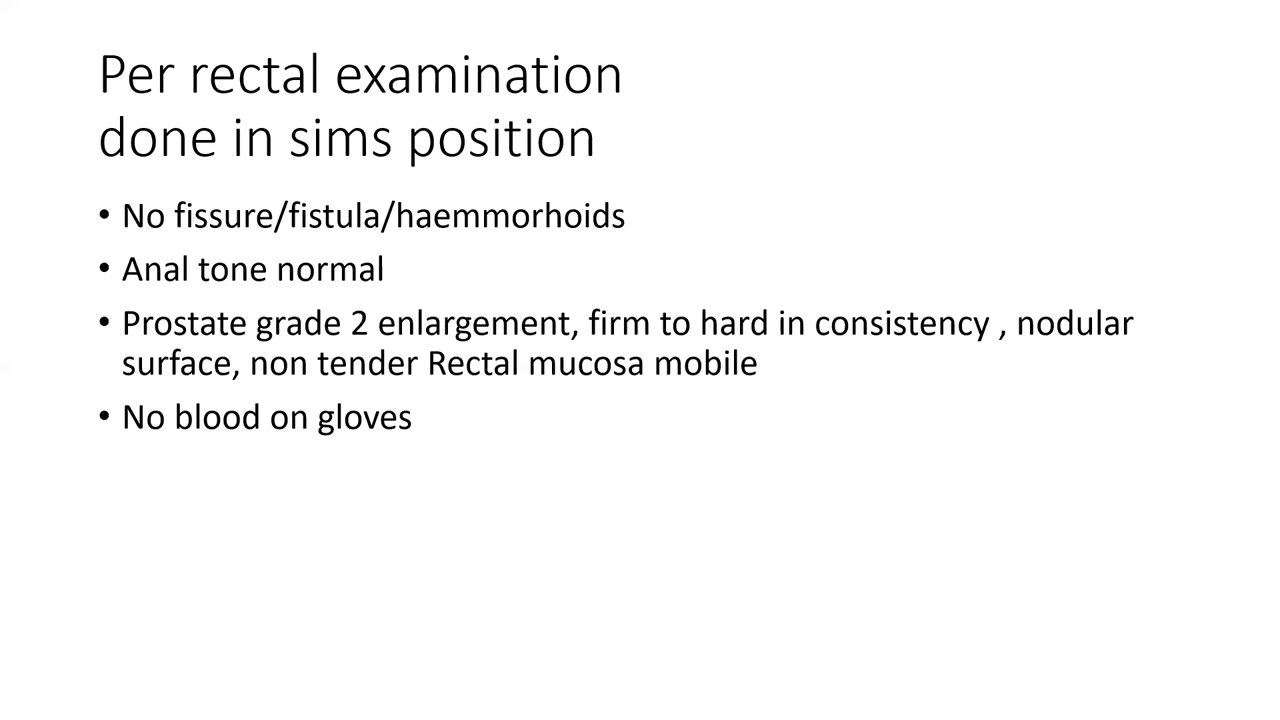 Per rectal examination
done in sims position
• No fissure/fistula/haemmorhoids
• Anal tone normal
• Prostate grade 2 enlargement, firm to hard in consistency , nodular
surface, non tender Rectal mucosa mobile
• No blood on gloves